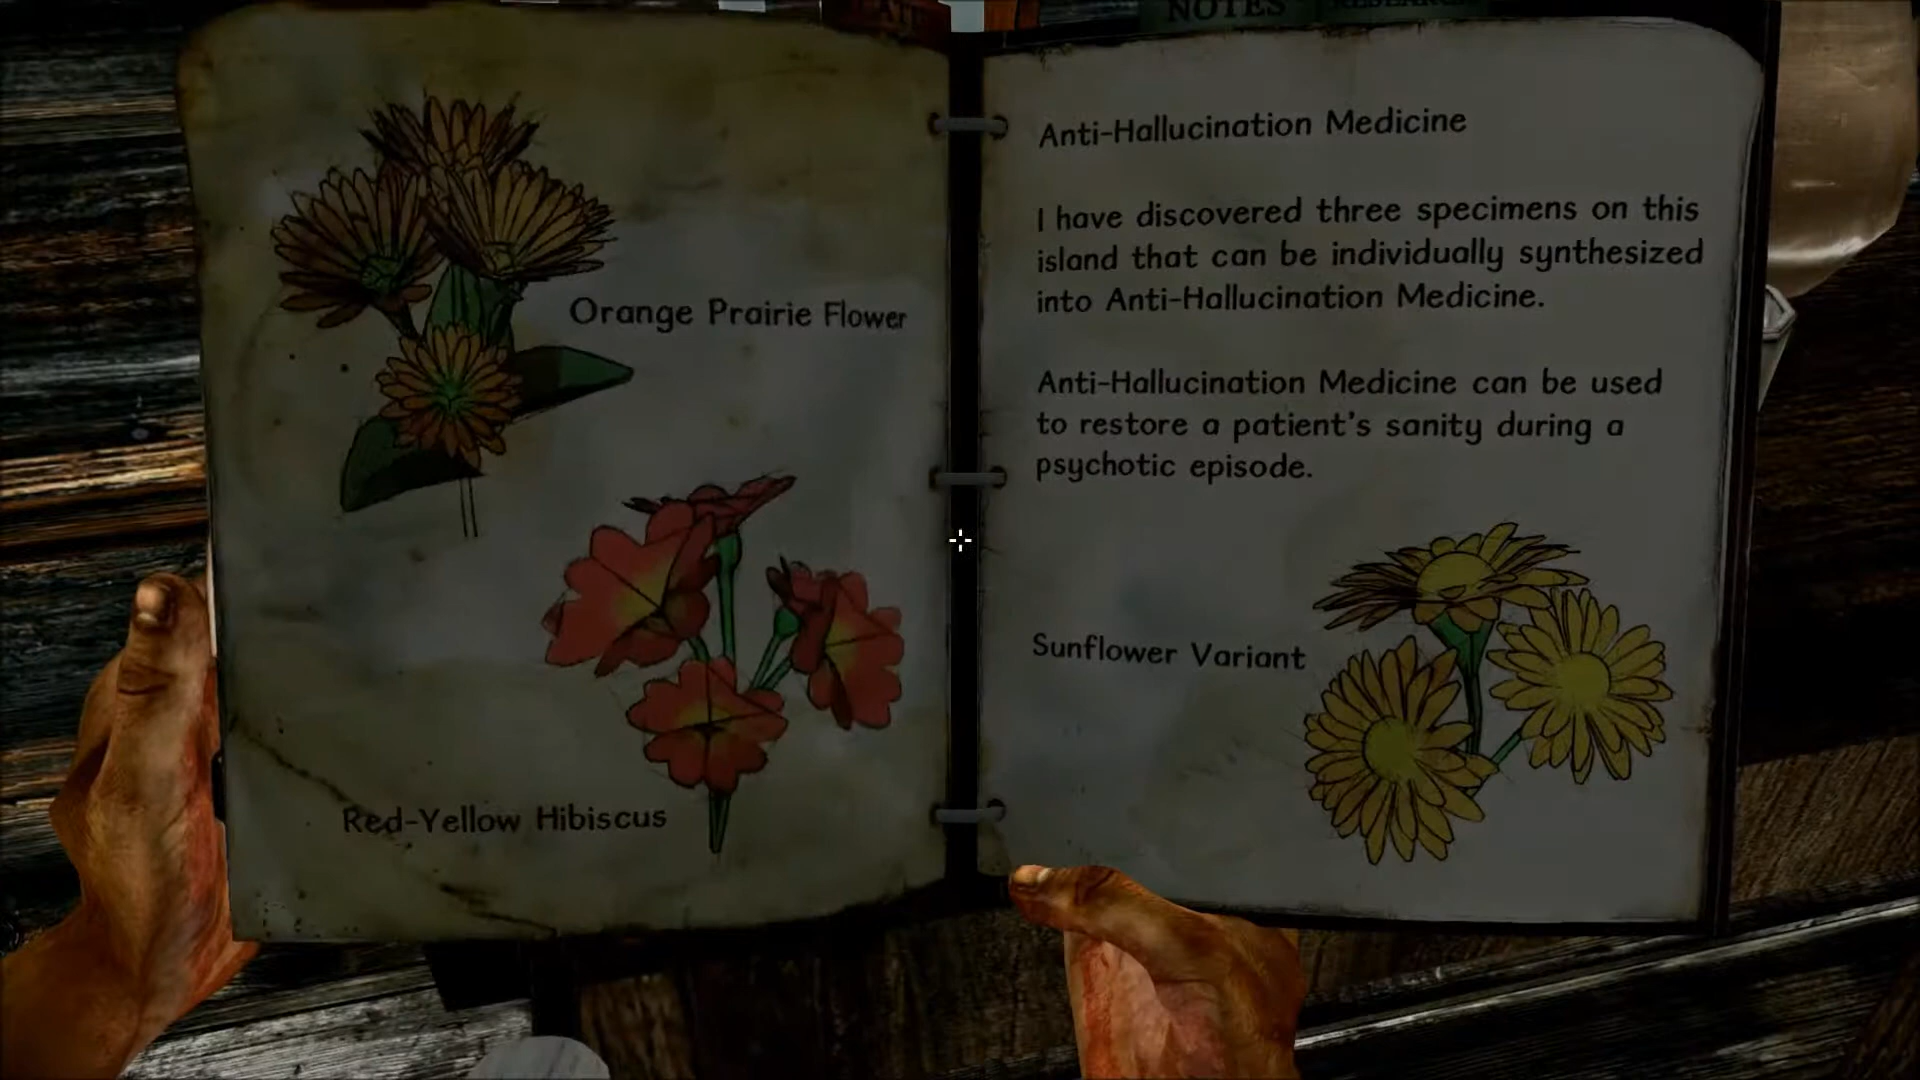 NOTES
Orange Prairie Flower
Red-Yellow Hibiscus
Anti-Hallucination Medicine
I have discovered three specimens on this
island that can be individually synthesized
into Anti-Hallucination Medicine.
Anti-Hallucination Medicine can be used
to restore a patient's sanity during a
psychotic episode.
Sunflower Variant